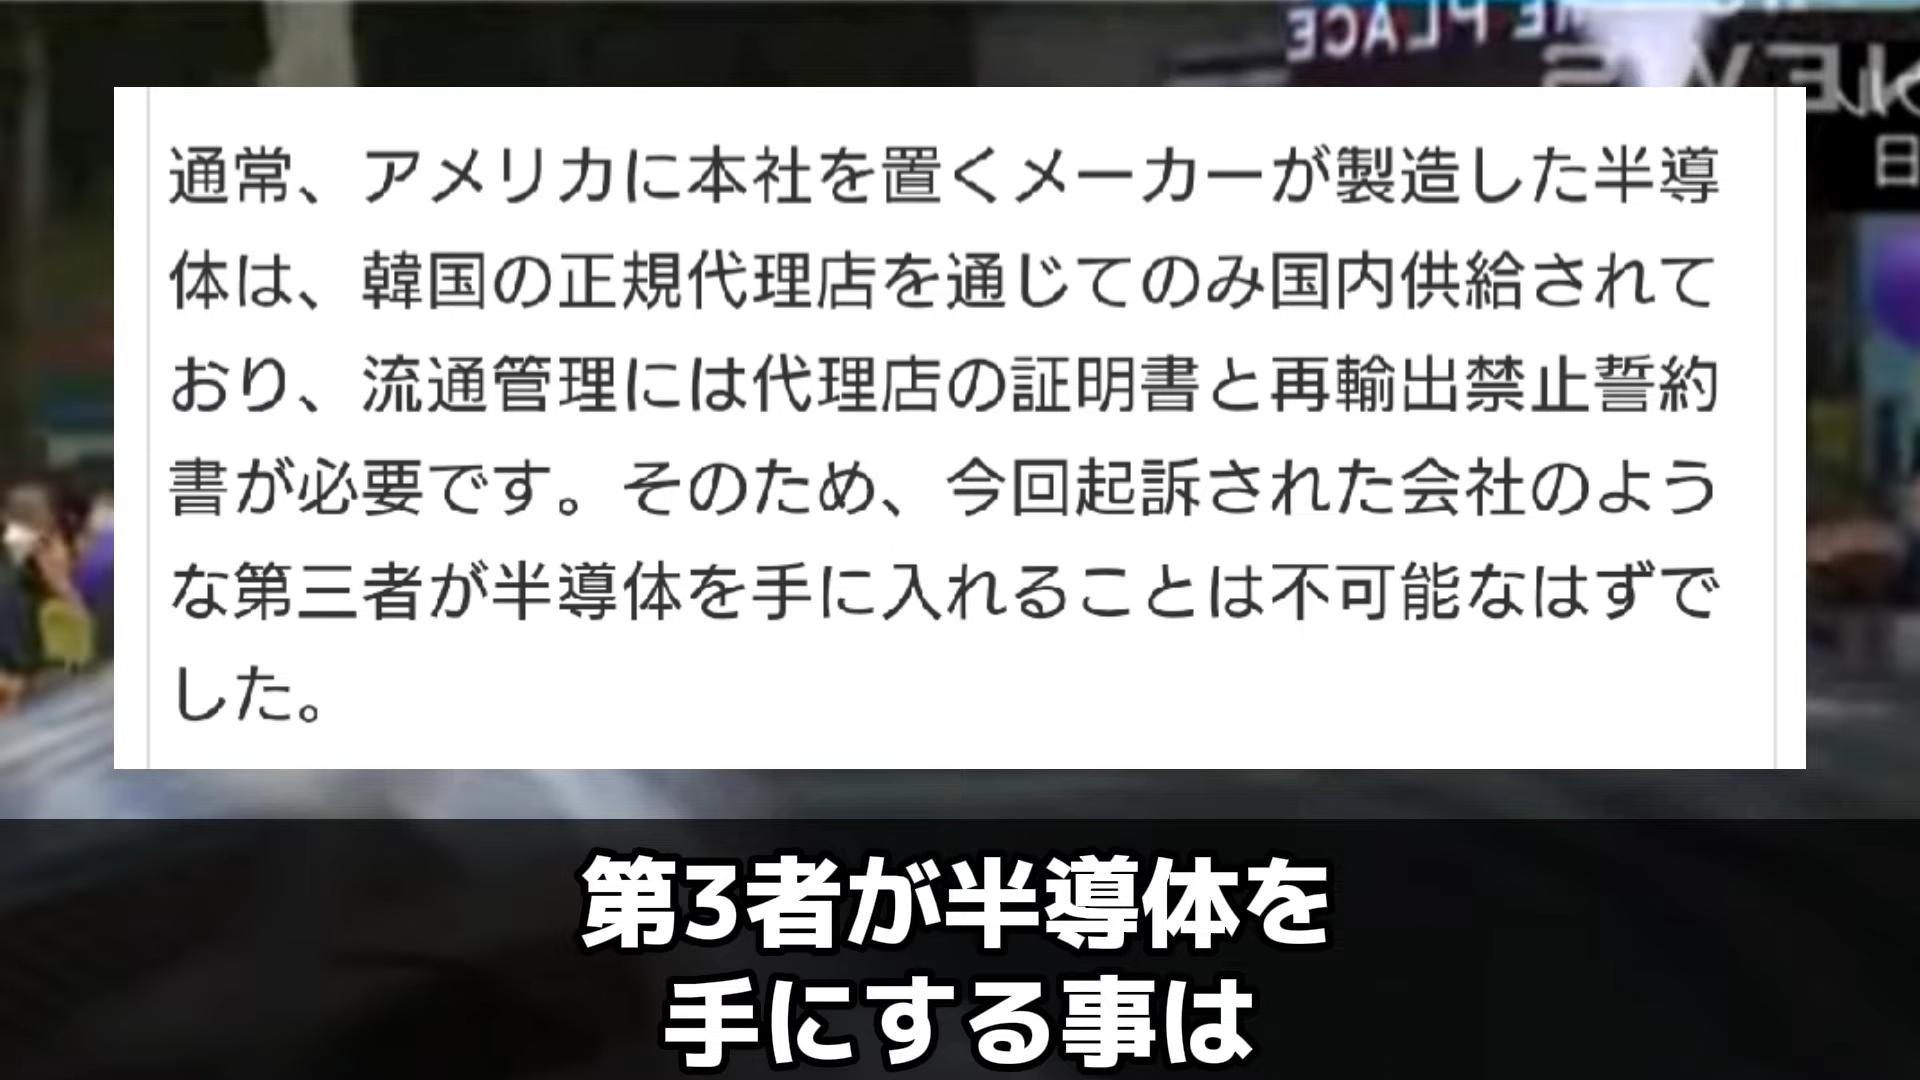 通常、アメリカに本社を置くメーカーが製造した半導
体は、韓国の正規代理店を通じてのみ国内供給されて
おり、流通管理には代理店の証明書と再輸出禁止誓約
書が必要です。そのため、今回起訴された会社のよう
な第三者が半導体を手に入れることは不可能なはずで
した。
第3者が半導体を
手にする事は